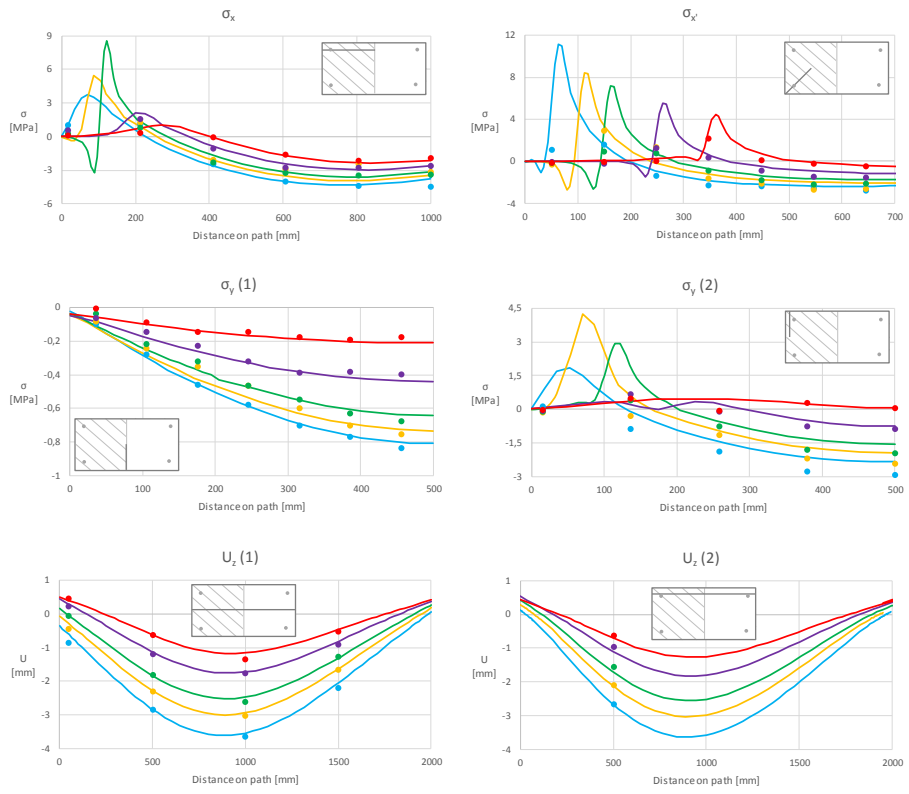 σx
9
6
3
0
-3
-6
σ
[MPa]
0 200 400 600 800 1000
Distance on path [mm]
σx'
12
8
4
0
-4
σ
[MPa]
0 100 200 300 400 500 600 700
Distance on path [mm]
σy (1)
0
-0,2
-0,4
-0,6
-0,8
-1
σ
[MPa]
0 100 200 300 400 500
Distance on path [mm]
σy (2)
4,5
3
1,5
0
-1,5
-3
σ
[MPa]
0 100 200 300 400 500
Distance on path [mm]
Uz (1)
1
0
-1
-2
-3
-4
U
[mm]
0 500 1000 1500 2000
Distance on path [mm]
Uz (2)
1
0
-1
-2
-3
-4
U
[mm]
0 500 1000 1500 2000
Distance on path [mm]